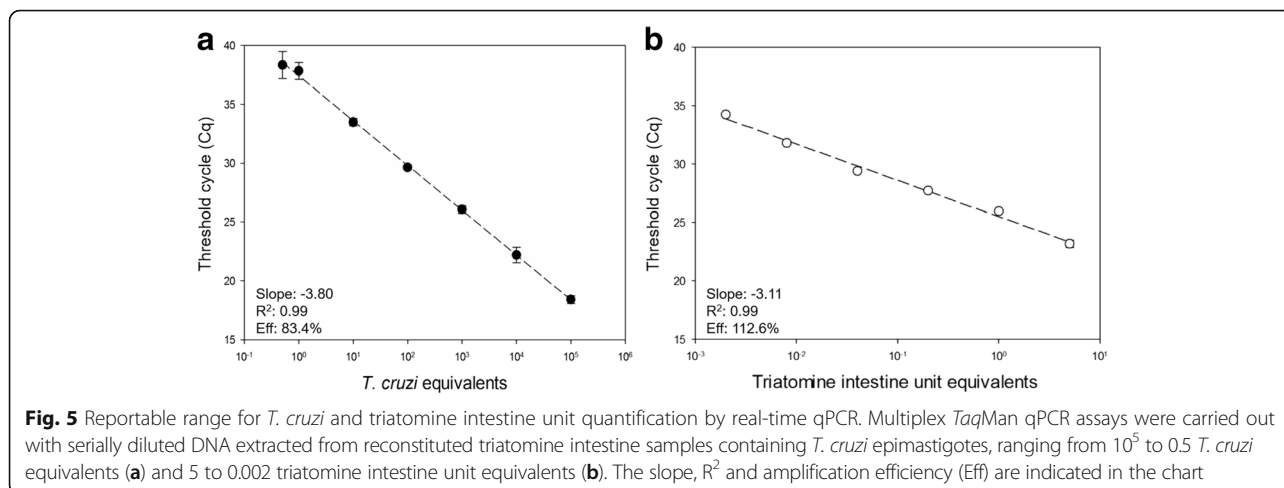 a
40
35
30
25
20
15
Threshold cycle (Cq)
Slope: -3.80
R²: 0.99
Eff: 83.4%
10⁻¹ 10⁰ 10¹ 10² 10³ 10⁴ 10⁵ 10⁶
T. cruzi equivalents
b
40
35
30
25
20
15
Threshold cycle (Cq)
Slope: -3.11
R²: 0.99
Eff: 112.6%
10⁻³ 10⁻² 10⁻¹ 10⁰ 10¹
Triatomine intestine unit equivalents
Fig. 5 Reportable range for T. cruzi and triatomine intestine unit quantification by real-time qPCR. Multiplex TaqMan qPCR assays were carried out
with serially diluted DNA extracted from reconstituted triatomine intestine samples containing T. cruzi epimastigotes, ranging from 10⁵ to 0.5 T. cruzi
equivalents (a) and 5 to 0.002 triatomine intestine unit equivalents (b). The slope, R² and amplification efficiency (Eff) are indicated in the chart